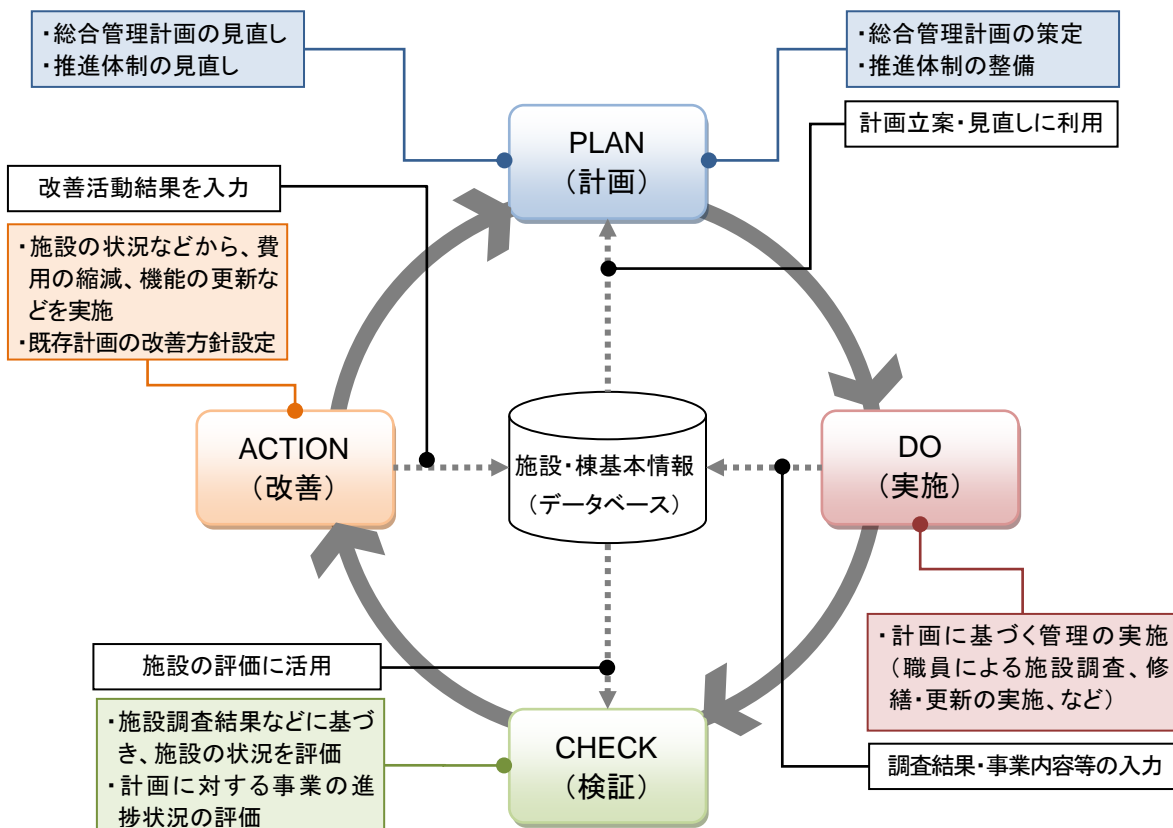 ・総合管理計画の見直し
・推進体制の見直し
・総合管理計画の策定
・推進体制の整備
PLAN
（計画）
計画立案・見直しに利用
改善活動結果を入力
・施設の状況などから、費
用の縮減、機能の更新な
どを実施
・既存計画の改善方針設定
ACTION
（改善）
施設・棟基本情報
（データベース）
DO
（実施）
・計画に基づく管理の実施
（職員による施設調査、修
繕・更新の実施、など）
施設の評価に活用
・施設調査結果などに基づ
き、施設の状況を評価
・計画に対する事業の進
捗状況の評価
CHECK
（検証）
調査結果・事業内容等の入力